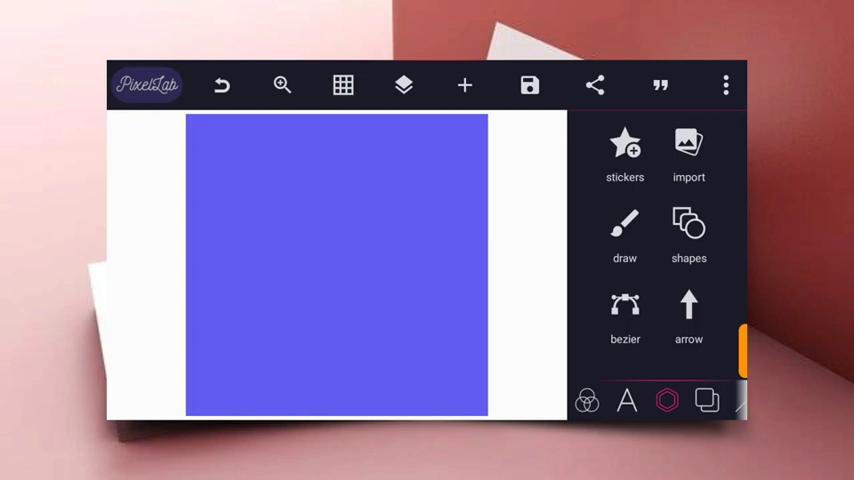 PixelLab
stickers
import
draw
shapes
bezier
arrow